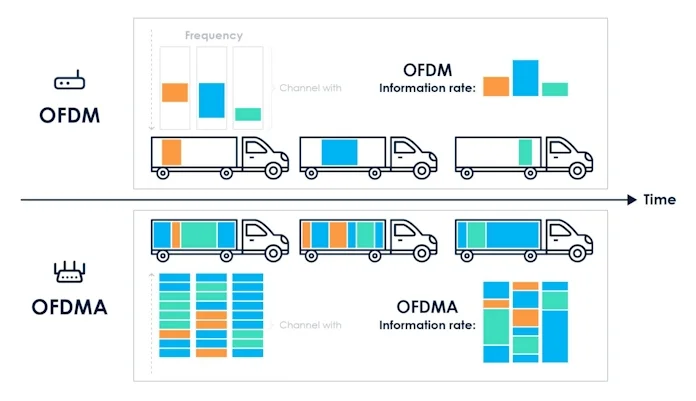 Frequency
Channel with
OFDM
Information rate:
OFDM
Time
OFDMA
Channel with
OFDMA
Information rate: